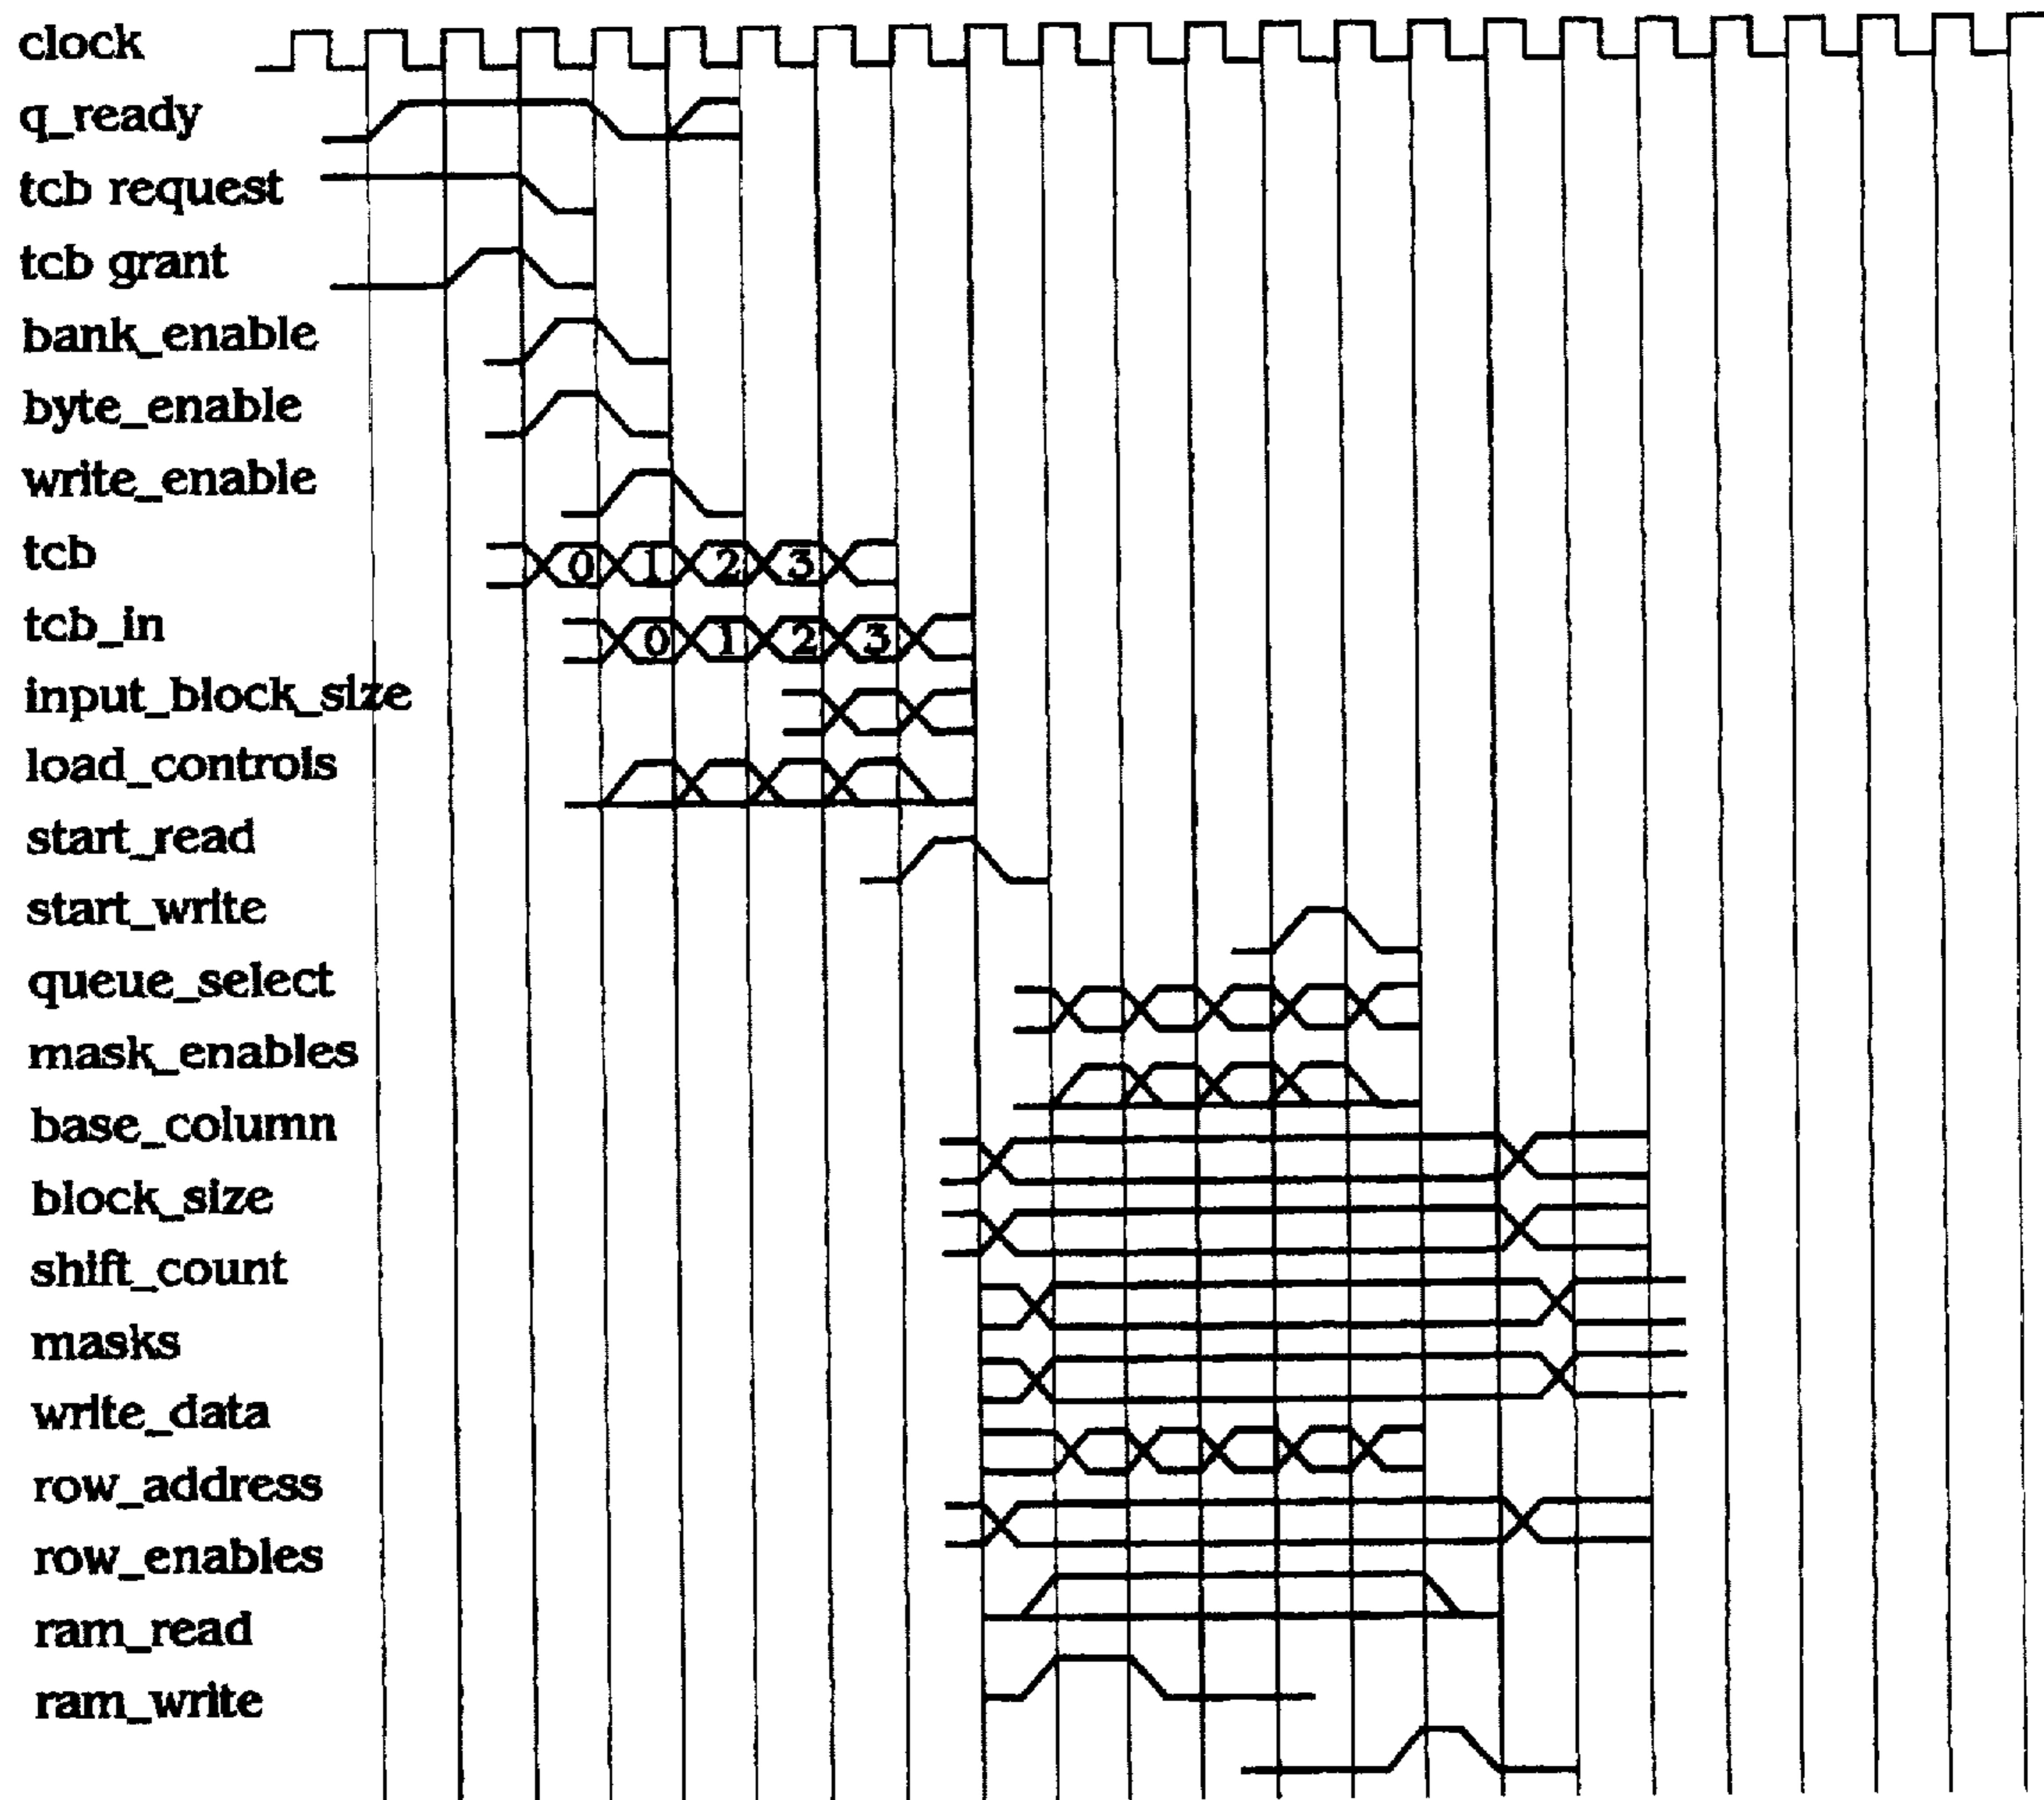 clock
q_ready
tcb request
tcb grant
bank_enable
byte_enable
write_enable
tcb 0 1 2 3
tcb_in 0 1 2 3
input_block_size
load_controls
start_read
start_write
queue_select
mask_enables
base_column
block_size
shift_count
masks
write_data
row_address
row_enables
ram_read
ram_write